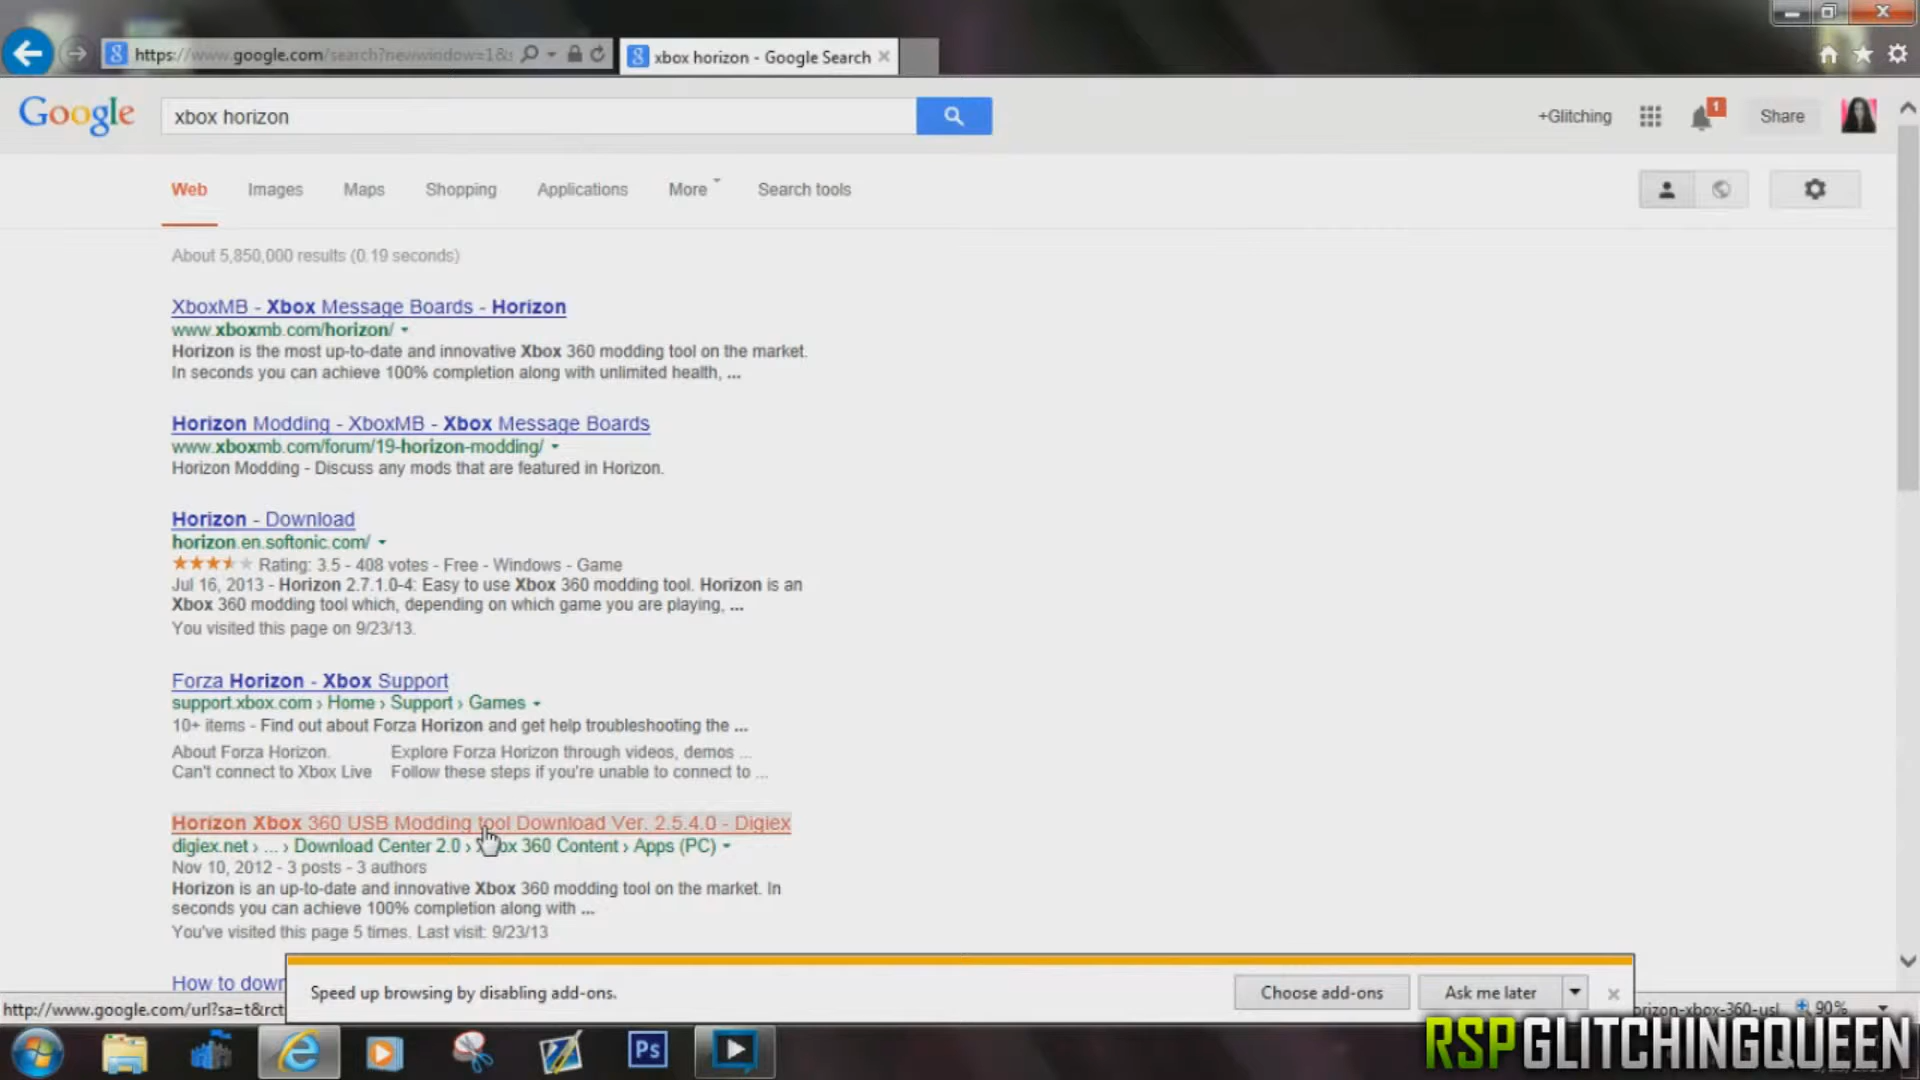 https://www.google.com/search?newwindow=1&s
xbox horizon - Google Search
Google
xbox horizon
+Glitching
1
Share
Web
Images
Maps
Shopping
Applications
More
Search tools
About 5,850,000 results (0.19 seconds)
XboxMB - Xbox Message Boards - Horizon
www.xboxmb.com/horizon/
Horizon is the most up-to-date and innovative Xbox 360 modding tool on the market.
In seconds you can achieve 100% completion along with unlimited health, ...
Horizon Modding - XboxMB - Xbox Message Boards
www.xboxmb.com/forum/19-horizon-modding/
Horizon Modding - Discuss any mods that are featured in Horizon.
Horizon - Download
horizon.en.softonic.com/
Rating: 3.5 - 408 votes - Free - Windows - Game
Jul 16, 2013 - Horizon 2.7.1.0-4: Easy to use Xbox 360 modding tool. Horizon is an
Xbox 360 modding tool which, depending on which game you are playing, ...
You visited this page on 9/23/13.
Forza Horizon - Xbox Support
support.xbox.com › Home › Support › Games
10+ items - Find out about Forza Horizon and get help troubleshooting the ...
About Forza Horizon. Explore Forza Horizon through videos, demos ...
Can't connect to Xbox Live Follow these steps if you're unable to connect to ...
Horizon Xbox 360 USB Modding tool Download Ver. 2.5.4.0 - Digiex
digiex.net › ... › Download Center 2.0 › Xbox 360 Content › Apps (PC)
Nov 10, 2012 - 3 posts - 3 authors
Horizon is an up-to-date and innovative Xbox 360 modding tool on the market. In
seconds you can achieve 100% completion along with ...
You've visited this page 5 times. Last visit: 9/23/13
How to dow
Speed up browsing by disabling add-ons.
Choose add-ons
Ask me later
http://www.google.com/url?sa=t&rct
orizon-xbox-360-usl
90%
Ps
RSPGLITCHINGQUEEN